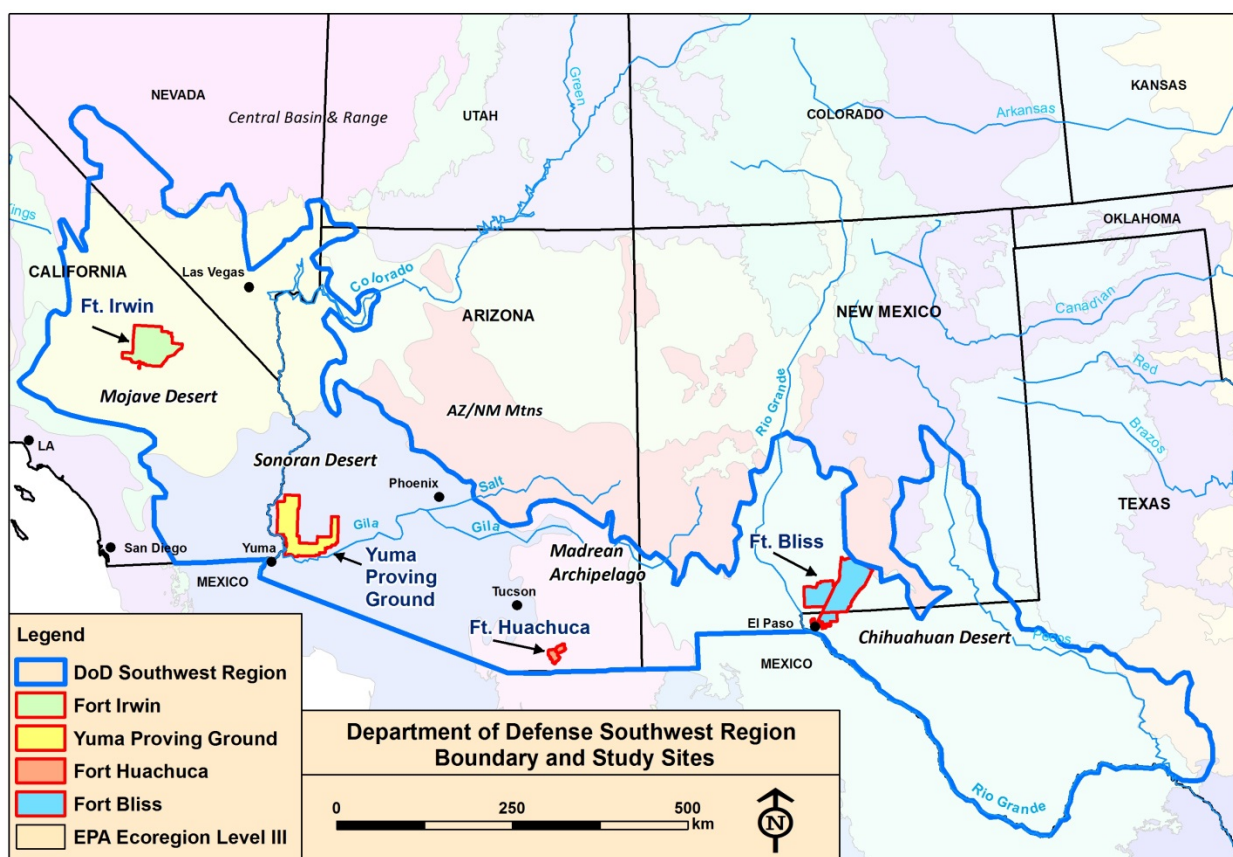 NEVADA
Central Basin & Range
UTAH
Green
COLORADO
Arkansas
KANSAS
OKLAHOMA
CALIFORNIA
Las Vegas
Colorado
Ft. Irwin
ARIZONA
NEW MEXICO
Canadian
Red
Mojave Desert
AZ/NM Mtns
Rio Grande
Brazos
LA
Sonoran Desert
Phoenix
Salt
TEXAS
San Diego
Yuma
Gila
Gila
MEXICO
Yuma
Proving
Ground
Madrean
Archipelago
Ft. Bliss
Tucson
Ft. Huachuca
El Paso
Chihuahuan Desert
Pecos
MEXICO
Rio Grande
Legend
DoD Southwest Region
Fort Irwin
Yuma Proving Ground
Fort Huachuca
Fort Bliss
EPA Ecoregion Level III
Department of Defense Southwest Region
Boundary and Study Sites
0 250 500
km
N